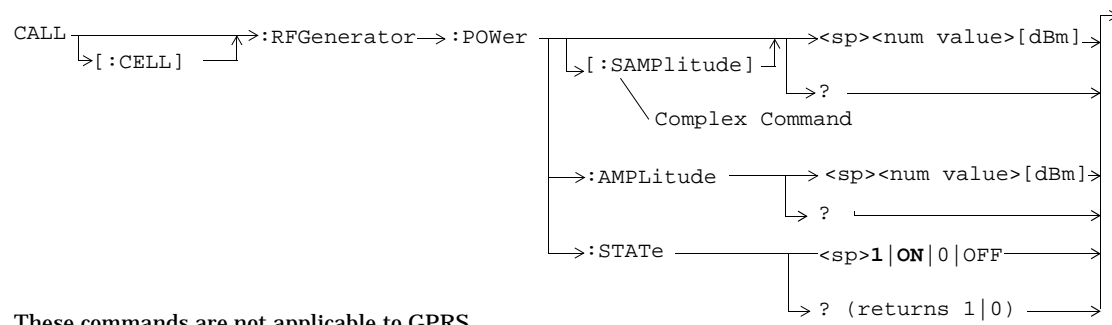 CALL :RFGenerator :POWer <sp><num value>[dBm]
[:CELL] [:SAMPlitude]
?
Complex Command
:AMPLitude <sp><num value>[dBm]
?
:STATe <sp>1|ON|0|OFF
? (returns 1|0)
These commands are not applicable to GPRS